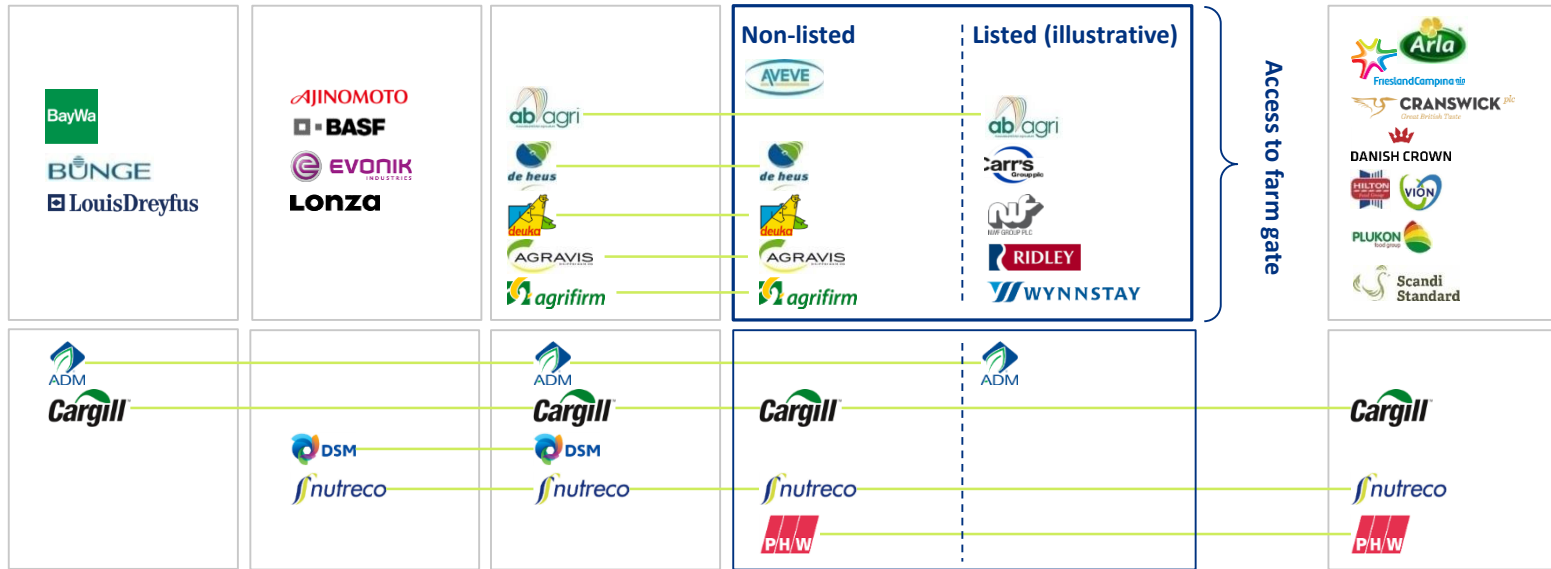 BayWa
BUNGE
LouisDreyfus
AJINOMOTO
BASF
EVONIK
INDUSTRIES
Lonza
ab agri
de heus
deuka
AGRAVIS
agrifirm
Non-listed
AVEVE
de heus
deuka
AGRAVIS
agrifirm
Listed (illustrative)
ab agri
Carr's
Group plc
nwf
NWF GROUP PLC
RIDLEY
WYNNSTAY
Access to farm gate
Arla
FrieslandCampina
CRANSWICK plc
Great British Taste
DANISH CROWN
HILTON
Food Group
VION
PLUKON
food group
Scandi
Standard
ADM
ADM
ADM
Cargill
Cargill
Cargill
Cargill
DSM
DSM
nutreco
nutreco
nutreco
nutreco
P/H/W
P/H/W